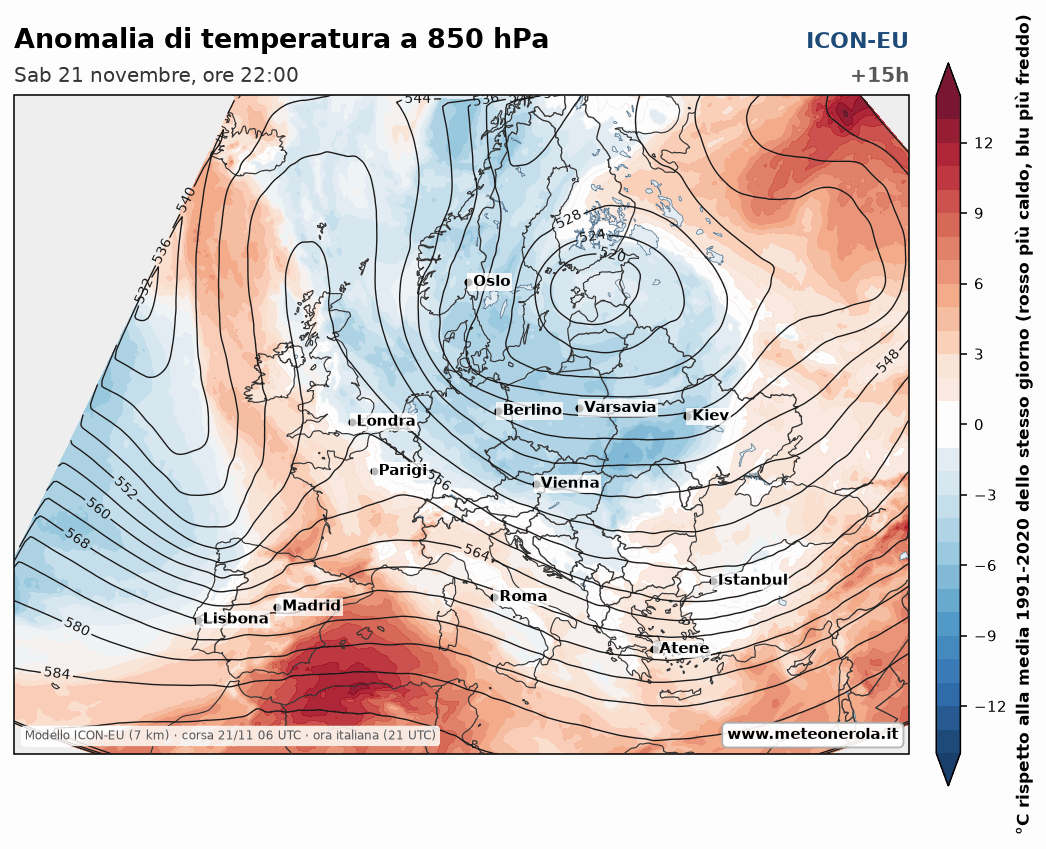 Anomalia di temperatura a 850 hPa
ICON-EU
Sab 21 novembre, ore 22:00
+15h
544
536
540
536
532
528
524
520
548
Oslo
Berlino
Varsavia
Kiev
Londra
Parigi
556
Vienna
552
560
568
564
Istanbul
Roma
Madrid
Lisbona
580
Atene
584
Modello ICON-EU (7 km) · corsa 21/11 06 UTC · ora italiana (21 UTC)
www.meteonerola.it
12
9
6
3
0
−3
−6
−9
−12
°C rispetto alla media 1991-2020 dello stesso giorno (rosso più caldo, blu più freddo)